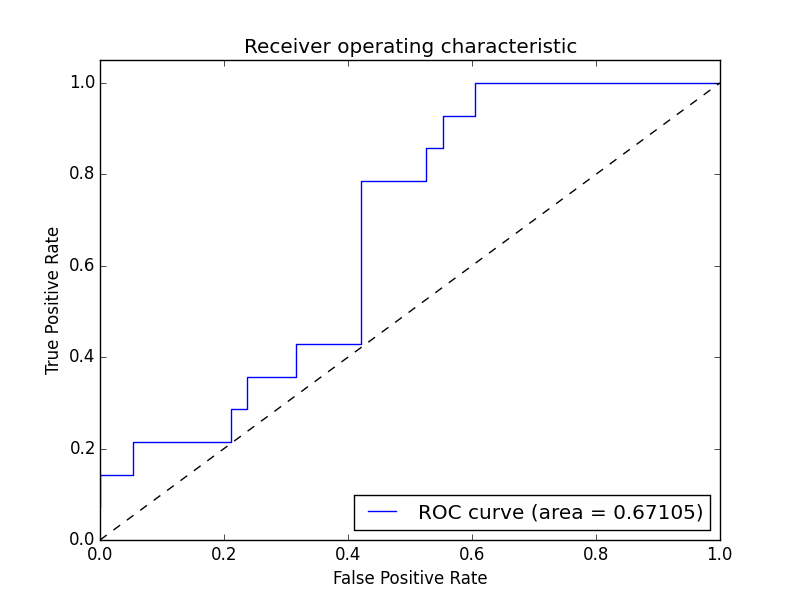 Receiver operating characteristic
1.0
0.8
0.6
0.4
0.2
0.0
True Positive Rate
ROC curve (area = 0.67105)
0.0 0.2 0.4 0.6 0.8 1.0
False Positive Rate